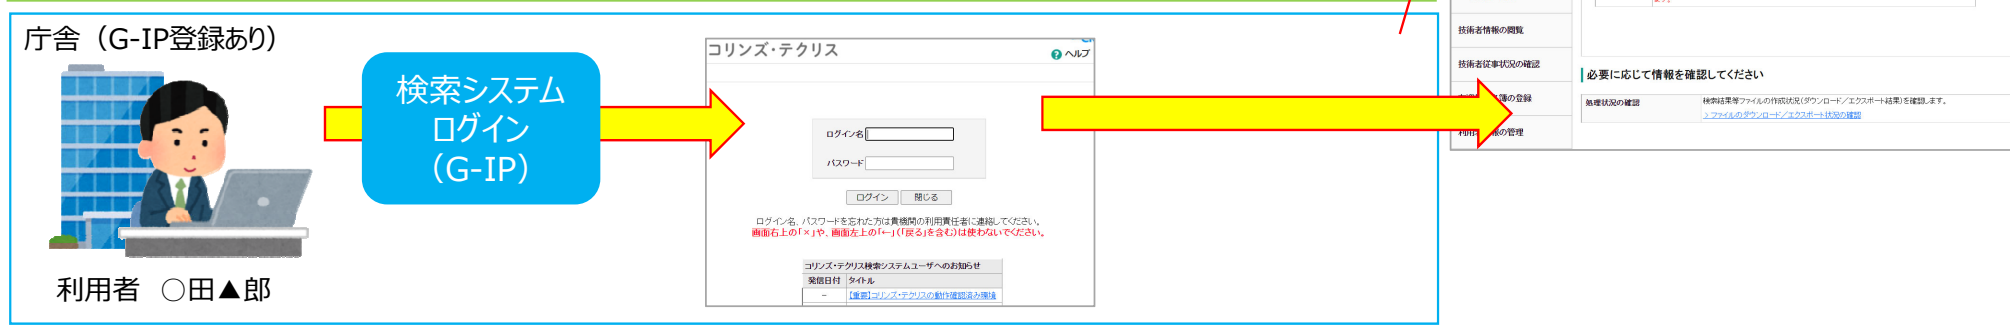 庁舎（G-IP登録あり）
利用者　○田▲郎
検索システム
ログイン
（G-IP）
コリンズ・テクリス
ヘルプ
ログイン名
パスワード
ログイン　閉じる
ログイン名、パスワードを忘れた方は貴機関の利用責任者に連絡してください。
画面右上の「×」や、画面左上の「←」（「戻る」を含む）は使わないでください。
コリンズ・テクリス検索システムユーザへのお知らせ
発信日付　タイトル
－　【重要】コリンズ・テクリスの動作確認済み環境
技術者情報の閲覧
技術者従事状況の確認
簿の登録
の管理
必要に応じて情報を確認してください
処理状況の確認　検索結果等ファイルの作成状況（ダウンロード／エクスポート結果）を確認します。
＞ファイルのダウンロード／エクスポート状況の確認